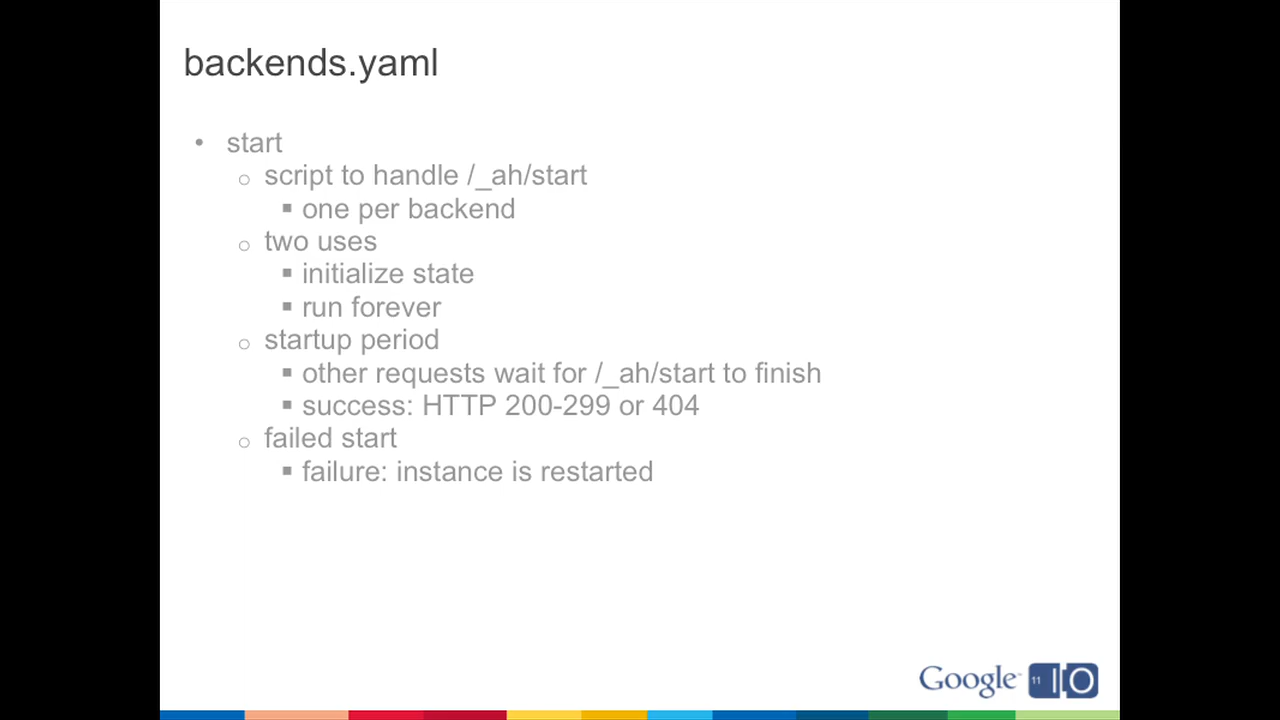 backends.yaml
• start
o script to handle /_ah/start
▪ one per backend
o two uses
▪ initialize state
▪ run forever
o startup period
▪ other requests wait for /_ah/start to finish
▪ success: HTTP 200-299 or 404
o failed start
▪ failure: instance is restarted
Google™ 11 IO